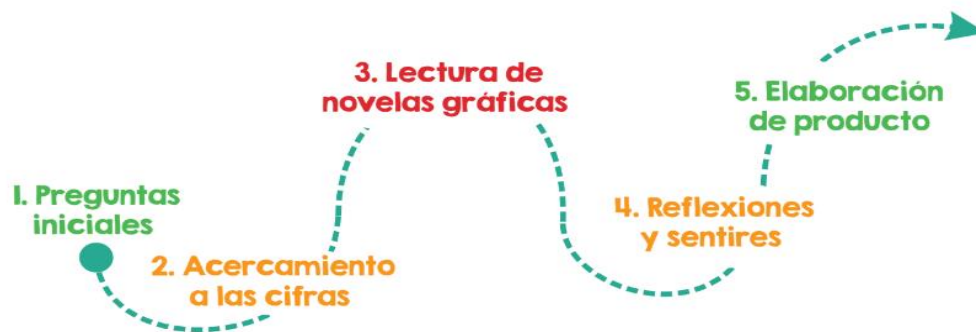 1. Preguntas
iniciales
2. Acercamiento
a las cifras
3. Lectura de
novelas gráficas
4. Reflexiones
y sentires
5. Elaboración
de producto